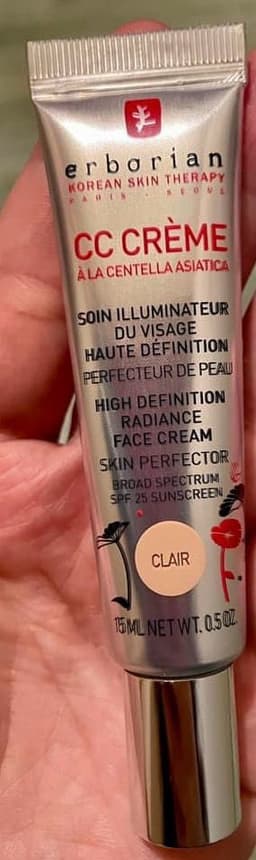 erborian
KOREAN SKIN THERAPY
PARIS - SEOUL
CC CRÈME
À LA CENTELLA ASIATICA
SOIN ILLUMINATEUR
DU VISAGE
HAUTE DÉFINITION
PERFECTEUR DE PEAU
HIGH DEFINITION
RADIANCE
FACE CREAM
SKIN PERFECTOR
BROAD SPECTRUM
SPF 25 SUNSCREEN
CLAIR
15 ML.NET WT. 0.5 OZ.